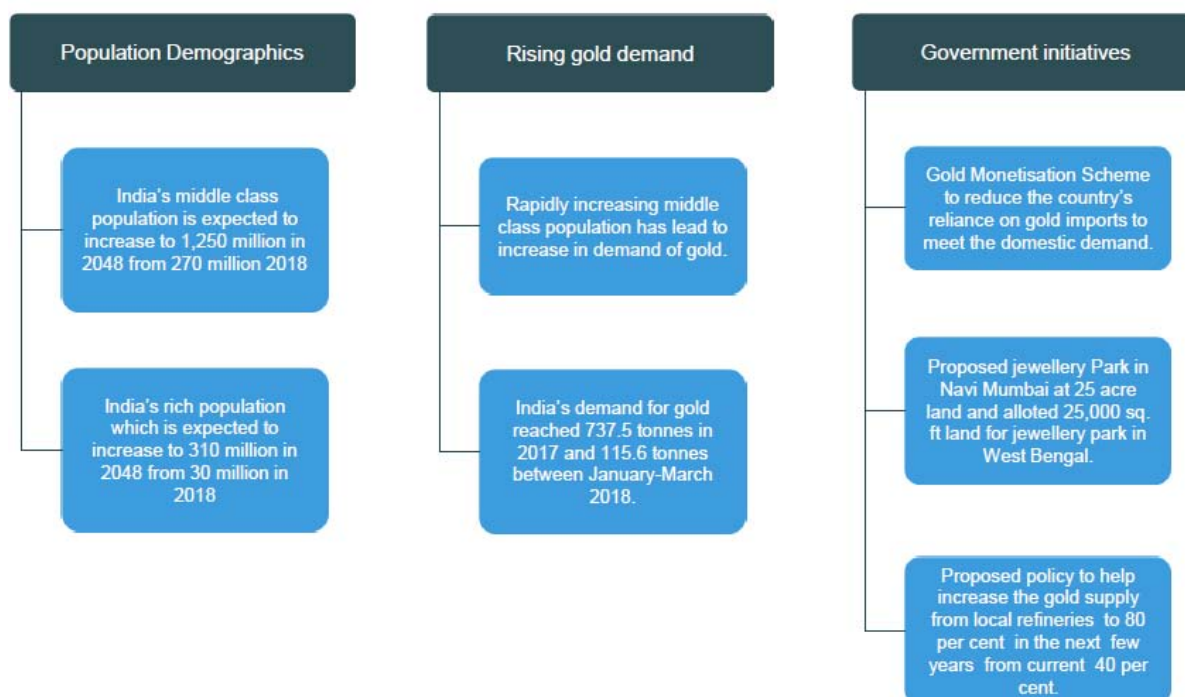 Population Demographics
India's middle class
population is expected to
increase to 1,250 million in
2048 from 270 million 2018
India's rich population
which is expected to
increase to 310 million in
2048 from 30 million in
2018
Rising gold demand
Rapidly increasing middle
class population has lead to
increase in demand of gold.
India's demand for gold
reached 737.5 tonnes in
2017 and 115.6 tonnes
between January-March
2018.
Government initiatives
Gold Monetisation Scheme
to reduce the country's
reliance on gold imports to
meet the domestic demand.
Proposed jewellery Park in
Navi Mumbai at 25 acre
land and alloted 25,000 sq.
ft land for jewellery park in
West Bengal.
Proposed policy to help
increase the gold supply
from local refineries to 80
per cent in the next few
years from current 40 per
cent.